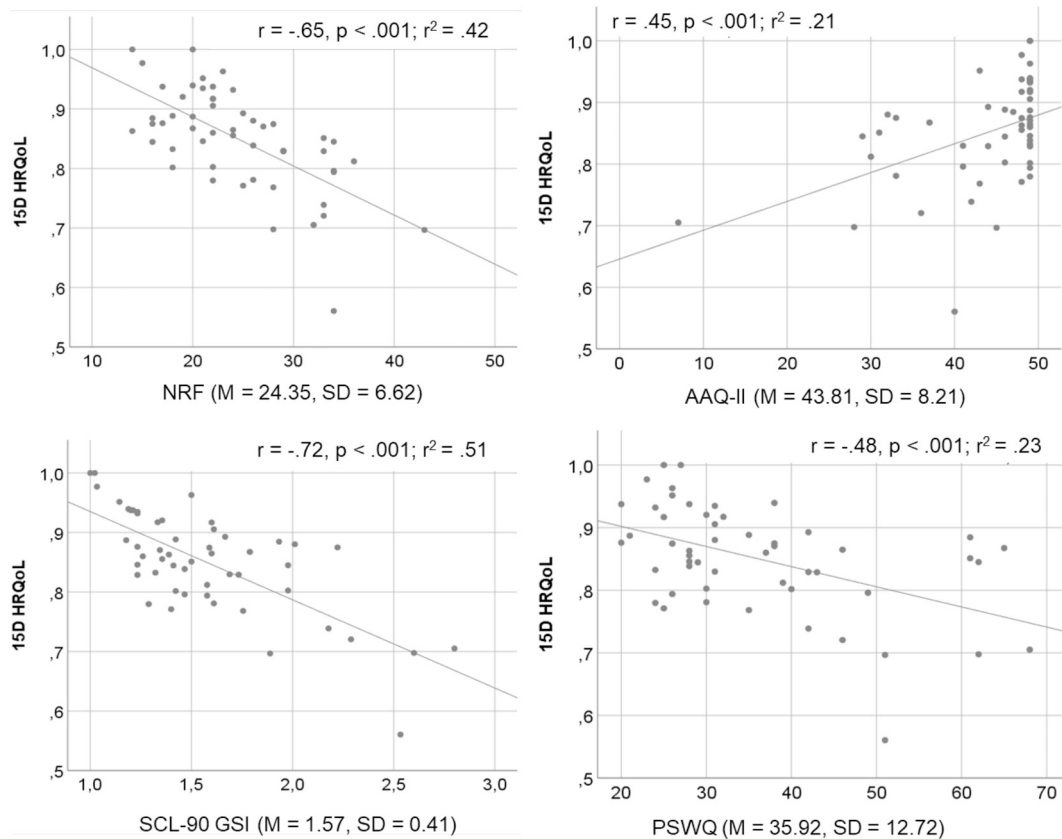 r = -.65, p < .001; r² = .42
15D HRQoL
1,0
,9
,8
,7
,6
,5
10 20 30 40 50
NRF (M = 24.35, SD = 6.62)
r = .45, p < .001; r² = .21
15D HRQoL
1,0
,9
,8
,7
,6
,5
0 10 20 30 40 50
AAQ-II (M = 43.81, SD = 8.21)
r = -.72, p < .001; r² = .51
15D HRQoL
1,0
,9
,8
,7
,6
,5
1,0 1,5 2,0 2,5 3,0
SCL-90 GSI (M = 1.57, SD = 0.41)
r = -.48, p < .001; r² = .23
15D HRQoL
1,0
,9
,8
,7
,6
,5
20 30 40 50 60 70
PSWQ (M = 35.92, SD = 12.72)